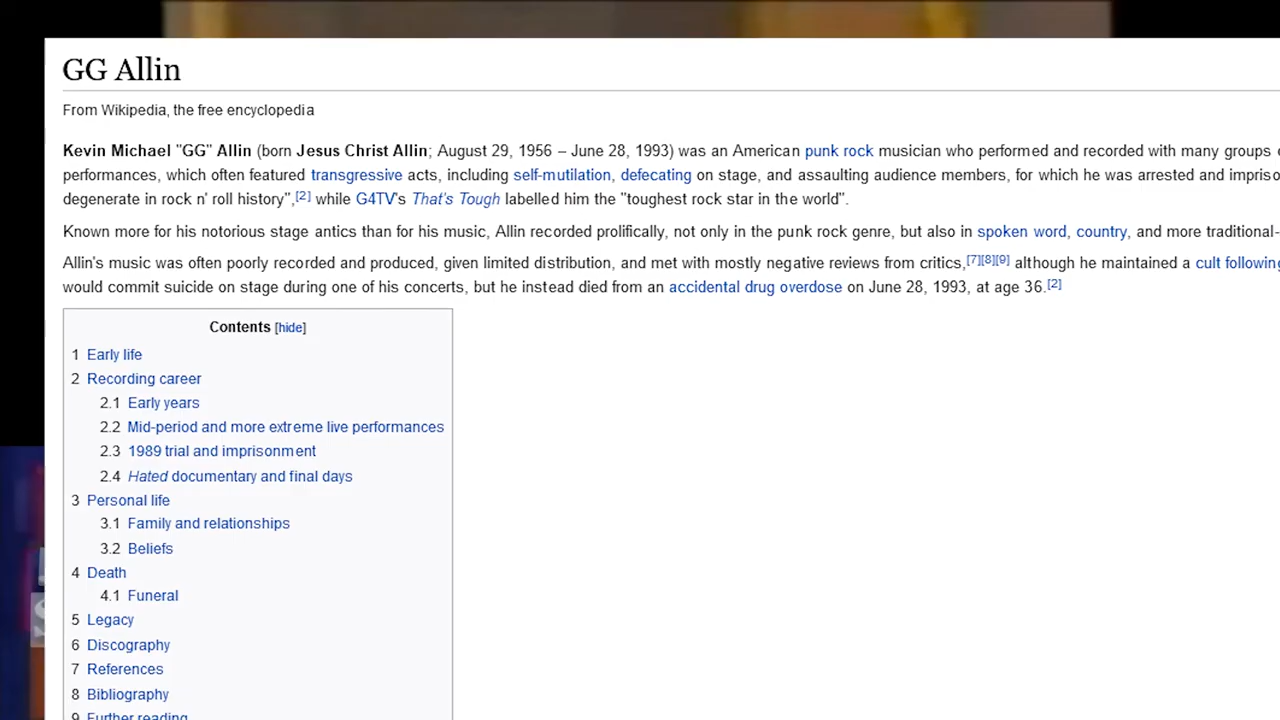 GG Allin
From Wikipedia, the free encyclopedia
Kevin Michael "GG" Allin (born Jesus Christ Allin; August 29, 1956 – June 28, 1993) was an American punk rock musician who performed and recorded with many groups
performances, which often featured transgressive acts, including self-mutilation, defecating on stage, and assaulting audience members, for which he was arrested and
degenerate in rock n' roll history",[2] while G4TV's That's Tough labelled him the "toughest rock star in the world".
Known more for his notorious stage antics than for his music, Allin recorded prolifically, not only in the punk rock genre, but also in spoken word, country, and more traditional-
Allin's music was often poorly recorded and produced, given limited distribution, and met with mostly negative reviews from critics,[7][8][9] although he maintained a cult following
would commit suicide on stage during one of his concerts, but he instead died from an accidental drug overdose on June 28, 1993, at age 36.[2]
Contents [hide]
1 Early life
2 Recording career
2.1 Early years
2.2 Mid-period and more extreme live performances
2.3 1989 trial and imprisonment
2.4 Hated documentary and final days
3 Personal life
3.1 Family and relationships
3.2 Beliefs
4 Death
4.1 Funeral
5 Legacy
6 Discography
7 References
8 Bibliography
9 Further reading